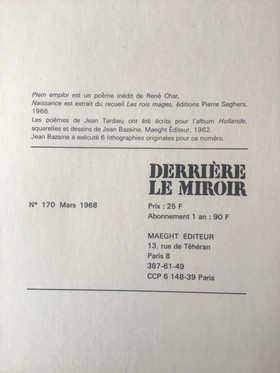 Plein emploi est un poème inédit de René Char,
Naissance est extrait du recueil Les rois mages, éditions Pierre Seghers,
1966.
Les poèmes de Jean Tardieu ont été écrits pour l'album Hollande,
aquarelles et dessins de Jean Bazaine, Maeght Éditeur, 1962.
Jean Bazaine a exécuté 6 lithographies originales pour ce numéro.
DERRIÈRE
LE MIROIR
N° 170 Mars 1968
Prix : 25 F
Abonnement 1 an : 90 F
MAEGHT EDITEUR
13, rue de Téhéran
Paris 8
387-61-49
CCP 6 148-39 Paris